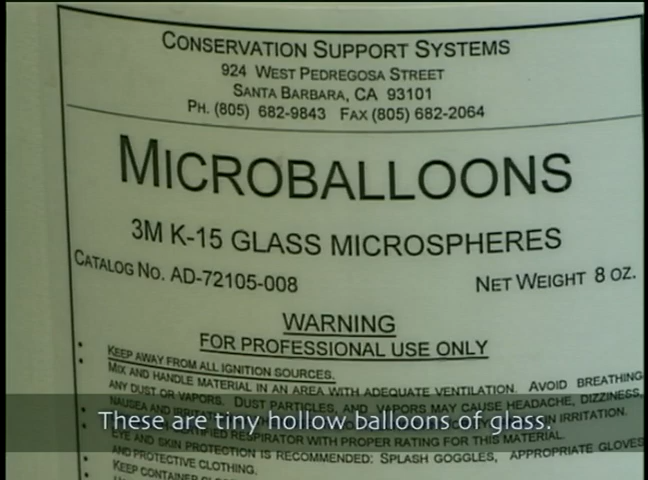 CONSERVATION SUPPORT SYSTEMS
924 WEST PEDREGOSA STREET
SANTA BARBARA, CA 93101
PH. (805) 682-9843 FAX (805) 682-2064
MICROBALLOONS
3M K-15 GLASS MICROSPHERES
CATALOG NO. AD-72105-008 NET WEIGHT 8 OZ.
WARNING
FOR PROFESSIONAL USE ONLY
KEEP AWAY FROM ALL IGNITION SOURCES.
MIX AND HANDLE MATERIAL IN AN AREA WITH ADEQUATE VENTILATION. AVOID BREATHING
ANY DUST OR VAPORS. DUST PARTICLES, AND VAPORS MAY CAUSE HEADACHE, DIZZINESS,
NAUSEA AND IRRITATION.
These are tiny hollow balloons of glass.
RESPIRATOR WITH PROPER RATING FOR THIS MATERIAL.
EYE AND SKIN PROTECTION IS RECOMMENDED: SPLASH GOGGLES, APPROPRIATE GLOVES
AND PROTECTIVE CLOTHING.
KEEP CONTAINER